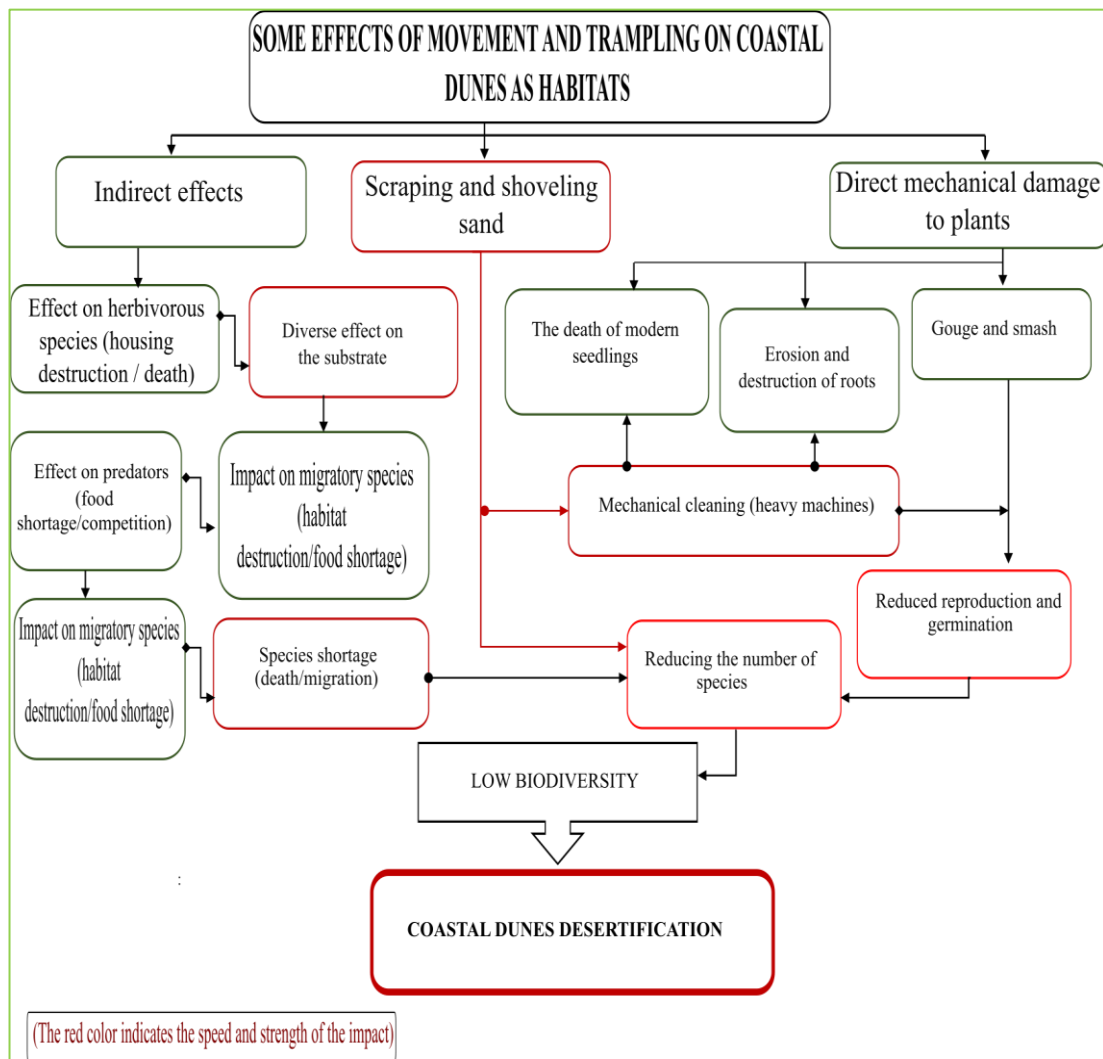 SOME EFFECTS OF MOVEMENT AND TRAMPLING ON COASTAL
DUNES AS HABITATS
Indirect effects
Scraping and shoveling
sand
Direct mechanical damage
to plants
Effect on herbivorous
species (housing
destruction / death)
Diverse effect on
the substrate
The death of modern
seedlings
Erosion and
destruction of roots
Gouge and smash
Effect on predators
(food
shortage/competition)
Impact on migratory species
(habitat
destruction/food shortage)
Mechanical cleaning (heavy machines)
Reduced reproduction and
germination
Impact on migratory species
(habitat
destruction/food shortage)
Species shortage
(death/migration)
Reducing the number of
species
LOW BIODIVERSITY
:
COASTAL DUNES DESERTIFICATION
(The red color indicates the speed and strength of the impact)